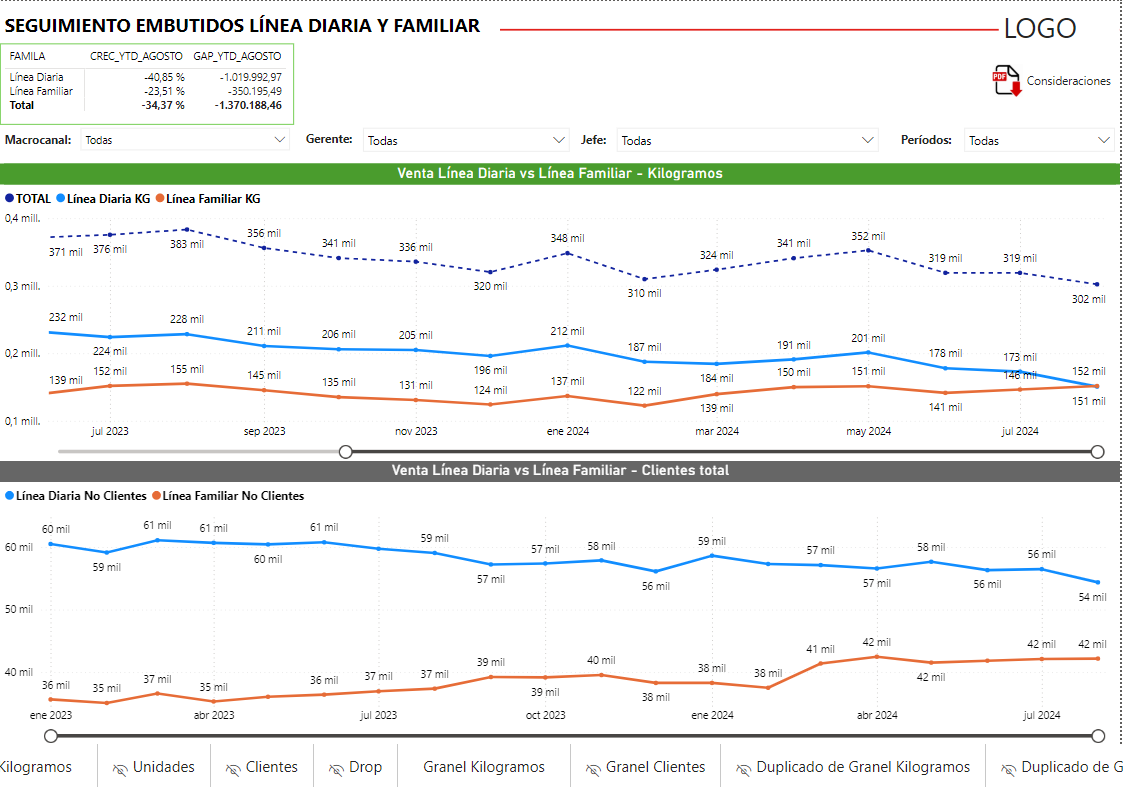 SEGUIMIENTO EMBUTIDOS LÍNEA DIARIA Y FAMILIAR
LOGO
FAMILA CREC_YTD_AGOSTO GAP_YTD_AGOSTO
Línea Diaria -40,85 % -1.019.992,97
Línea Familiar -23,51 % -350.195,49
Total -34,37 % -1.370.188,46
PDF
Consideraciones
Macrocanal: Todas Gerente: Todas Jefe: Todas Períodos: Todas
Venta Línea Diaria vs Línea Familiar - Kilogramos
TOTAL Línea Diaria KG Línea Familiar KG
0,4 mill.
0,3 mill.
0,2 mill.
0,1 mill.
371 mil 376 mil 383 mil 356 mil 341 mil 336 mil 320 mil 348 mil 310 mil 324 mil 341 mil 352 mil 319 mil 319 mil 302 mil
232 mil 224 mil 228 mil 211 mil 206 mil 205 mil 196 mil 212 mil 187 mil 184 mil 191 mil 201 mil 178 mil 173 mil 151 mil
139 mil 152 mil 155 mil 145 mil 135 mil 131 mil 124 mil 137 mil 122 mil 139 mil 150 mil 151 mil 141 mil 146 mil 152 mil
jul 2023 sep 2023 nov 2023 ene 2024 mar 2024 may 2024 jul 2024
Venta Línea Diaria vs Línea Familiar - Clientes total
Línea Diaria No Clientes Línea Familiar No Clientes
60 mil
50 mil
40 mil
60 mil 59 mil 61 mil 61 mil 60 mil 61 mil 59 mil 57 mil 57 mil 58 mil 56 mil 59 mil 57 mil 57 mil 58 mil 56 mil 56 mil 54 mil
36 mil 35 mil 37 mil 35 mil 36 mil 37 mil 37 mil 39 mil 39 mil 40 mil 38 mil 38 mil 38 mil 41 mil 42 mil 42 mil 42 mil 42 mil
ene 2023 abr 2023 jul 2023 oct 2023 ene 2024 abr 2024 jul 2024
Kilogramos Unidades Clientes Drop Granel Kilogramos Granel Clientes Duplicado de Granel Kilogramos Duplicado de G